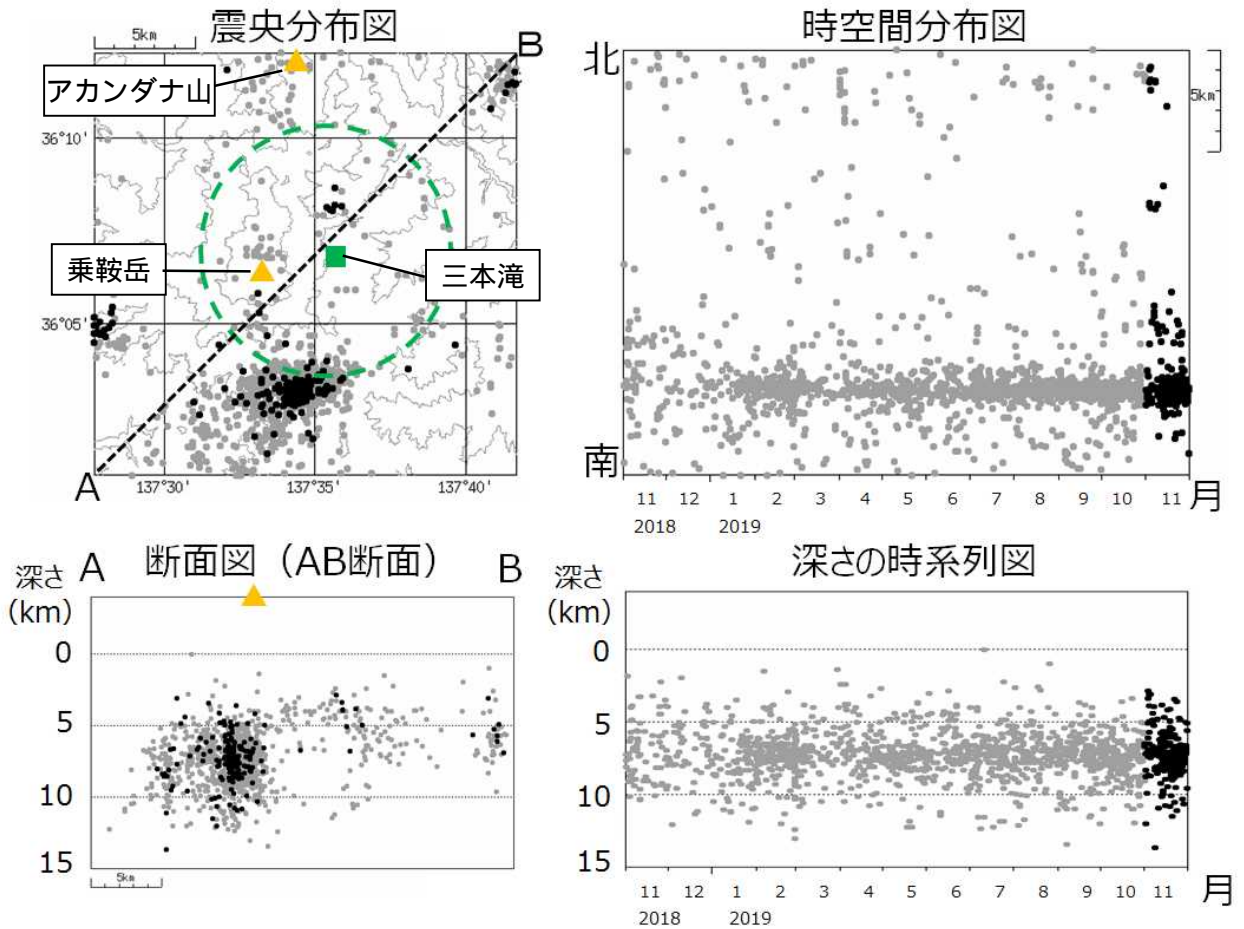 震央分布図
5km
B
アカンダナ山
36°10'
乗鞍岳
三本滝
36°05'
A
137°30'
137°35'
137°40'
時空間分布図
北
5km
南
11 12 1 2 3 4 5 6 7 8 9 10 11 月
2018 2019
A 断面図（AB断面） B
深さ
(km)
0
5
10
15
5km
深さの時系列図
深さ
(km)
0
5
10
15
11 12 1 2 3 4 5 6 7 8 9 10 11 月
2018 2019